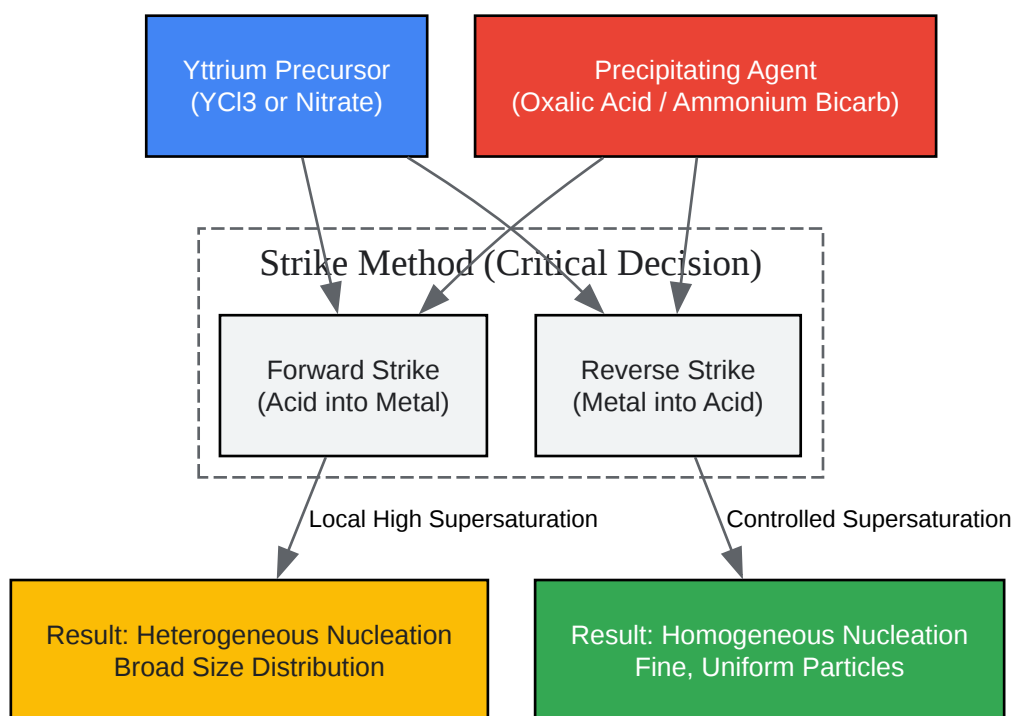 Yttrium Precursor
(YCl3 or Nitrate)
Precipitating Agent
(Oxalic Acid / Ammonium Bicarb)
Strike Method (Critical Decision)
Forward Strike
(Acid into Metal)
Reverse Strike
(Metal into Acid)
Local High Supersaturation
Controlled Supersaturation
Result: Heterogeneous Nucleation
Broad Size Distribution
Result: Homogeneous Nucleation
Fine, Uniform Particles